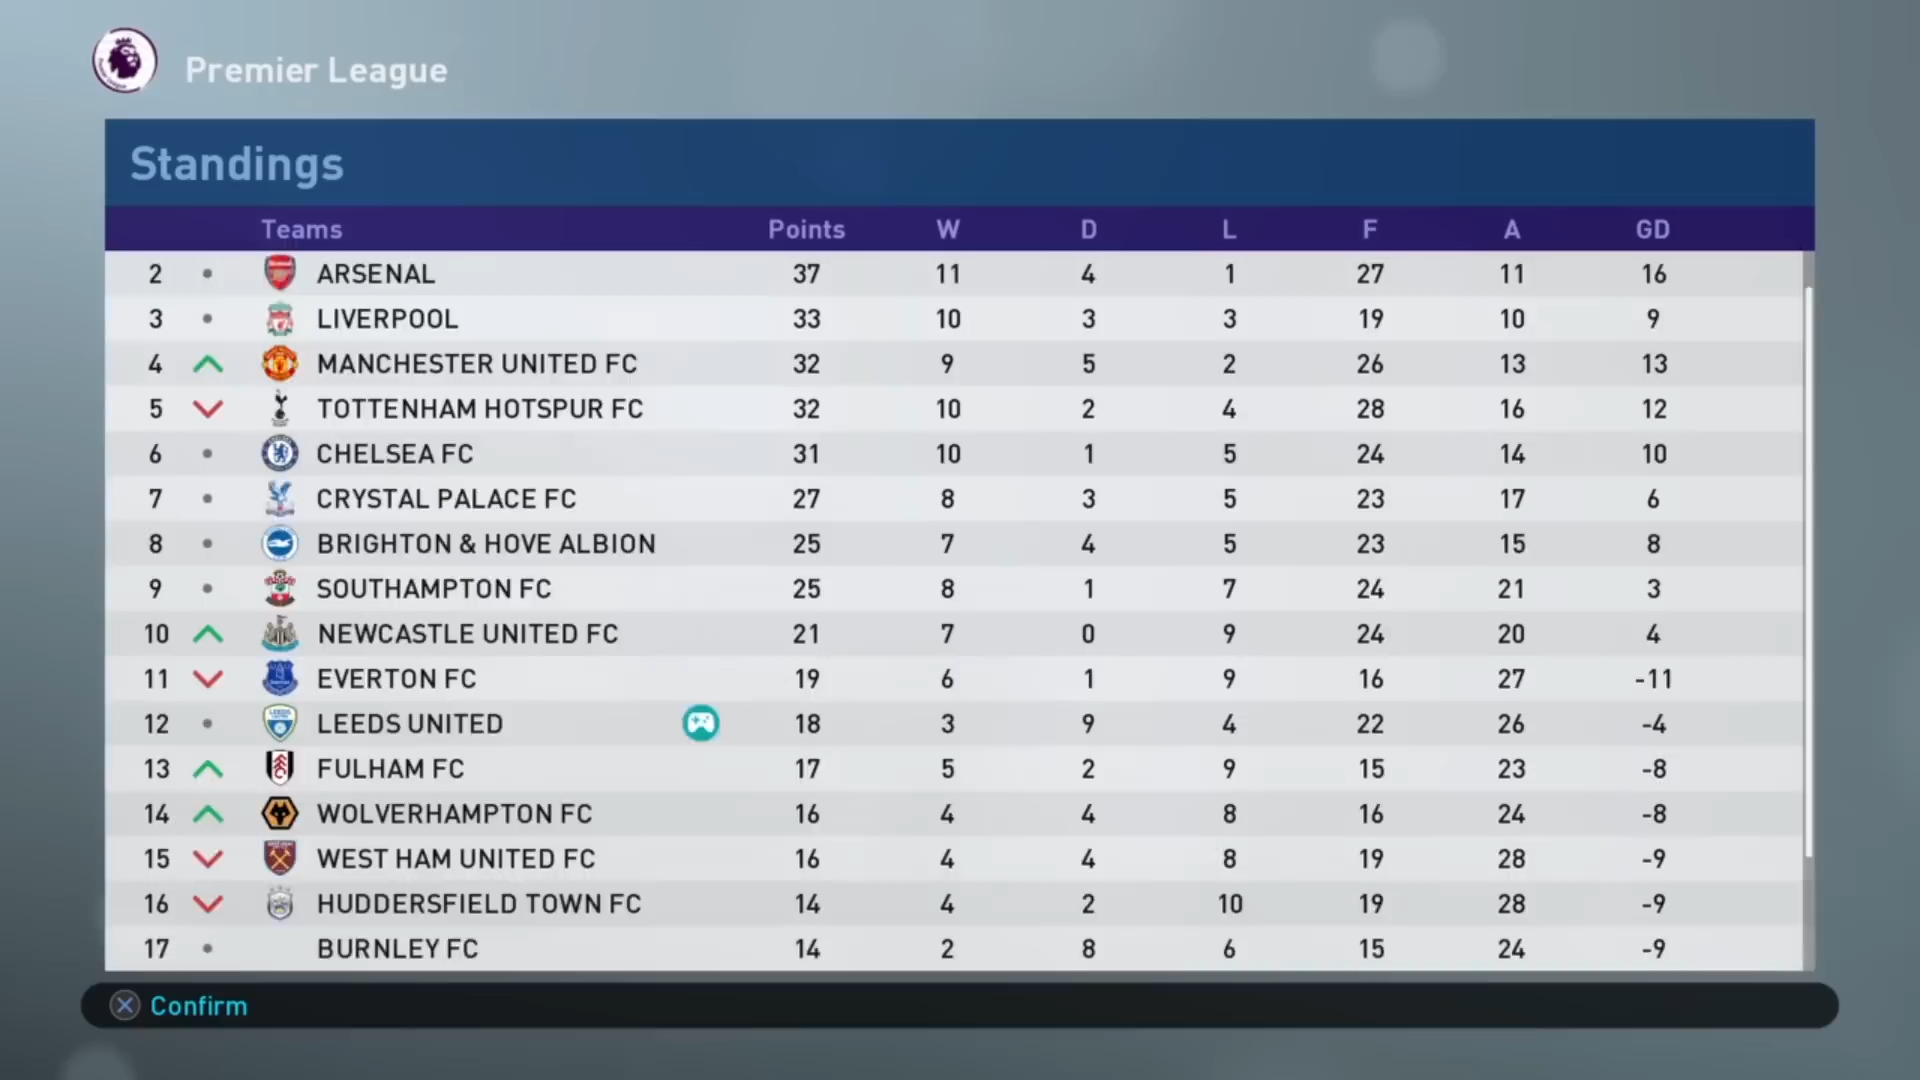 Premier League
Standings
Teams Points W D L F A GD
2 ARSENAL 37 11 4 1 27 11 16
3 LIVERPOOL 33 10 3 3 19 10 9
4 MANCHESTER UNITED FC 32 9 5 2 26 13 13
5 TOTTENHAM HOTSPUR FC 32 10 2 4 28 16 12
6 CHELSEA FC 31 10 1 5 24 14 10
7 CRYSTAL PALACE FC 27 8 3 5 23 17 6
8 BRIGHTON & HOVE ALBION 25 7 4 5 23 15 8
9 SOUTHAMPTON FC 25 8 1 7 24 21 3
10 NEWCASTLE UNITED FC 21 7 0 9 24 20 4
11 EVERTON FC 19 6 1 9 16 27 -11
12 LEEDS UNITED 18 3 9 4 22 26 -4
13 FULHAM FC 17 5 2 9 15 23 -8
14 WOLVERHAMPTON FC 16 4 4 8 16 24 -8
15 WEST HAM UNITED FC 16 4 4 8 19 28 -9
16 HUDDERSFIELD TOWN FC 14 4 2 10 19 28 -9
17 BURNLEY FC 14 2 8 6 15 24 -9
Confirm